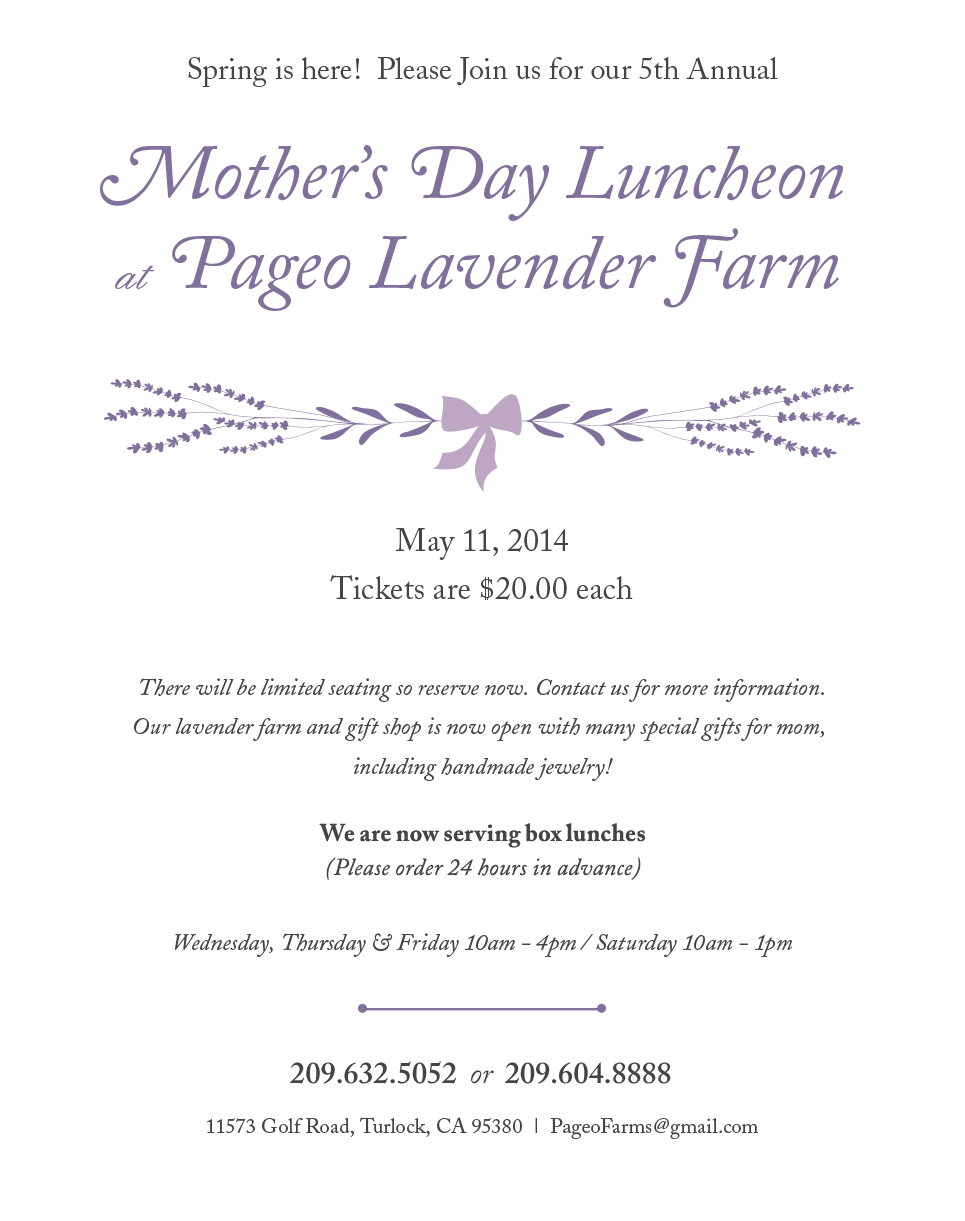 Spring is here! Please Join us for our 5th Annual
Mother's Day Luncheon
at Pageo Lavender Farm
May 11, 2014
Tickets are $20.00 each
There will be limited seating so reserve now. Contact us for more information.
Our lavender farm and gift shop is now open with many special gifts for mom,
including handmade jewelry!
We are now serving box lunches
(Please order 24 hours in advance)
Wednesday, Thursday & Friday 10am – 4pm / Saturday 10am – 1pm
209.632.5052 or 209.604.8888
11573 Golf Road, Turlock, CA 95380 | PageoFarms@gmail.com